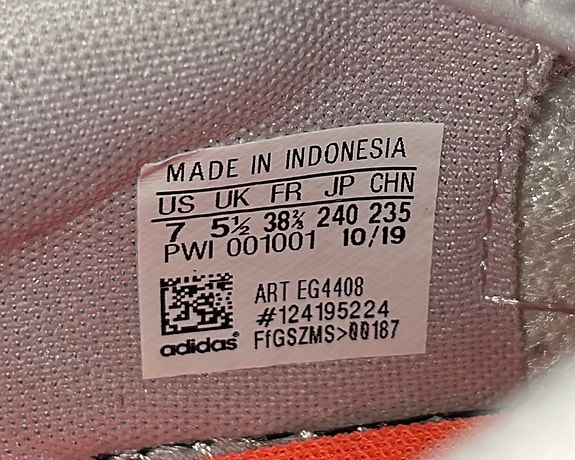 MADE IN INDONESIA
US UK FR JP CHN
7 5½ 38⅔ 240 235
PWI 001001 10/19
ART EG4408
#124195224
adidas® FfGSZMS>00187